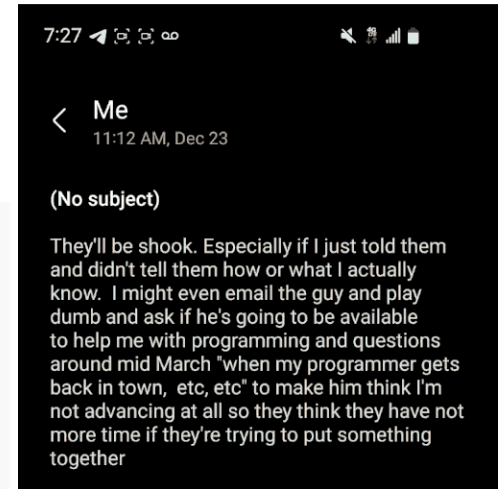 7:27
Me
11:12 AM, Dec 23
(No subject)
They'll be shook. Especially if I just told them
and didn't tell them how or what I actually
know.  I might even email the guy and play
dumb and ask if he's going to be available
to help me with programming and questions
around mid March "when my programmer gets
back in town,  etc, etc" to make him think I'm
not advancing at all so they think they have not
more time if they're trying to put something
together